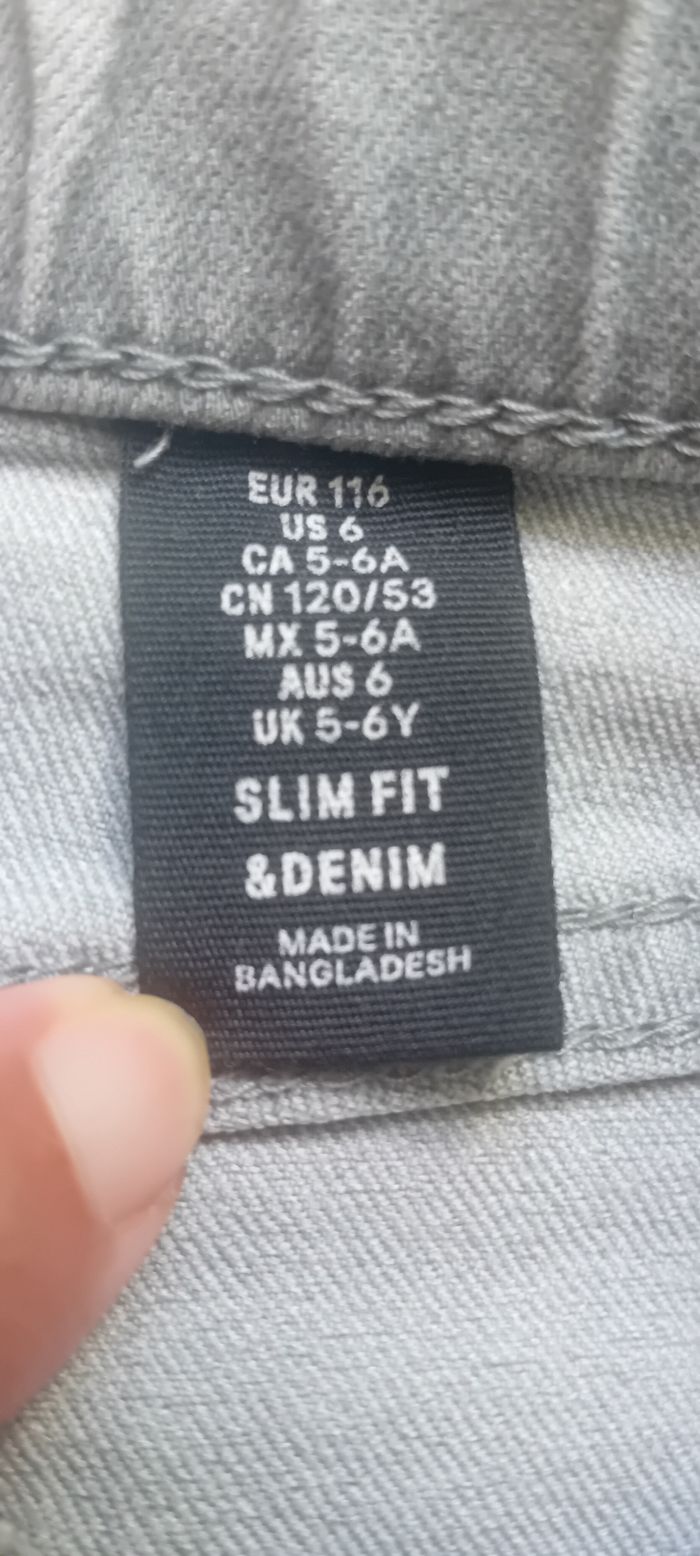 EUR 116
US 6
CA 5-6A
CN 120/53
MX 5-6A
AUS 6
UK 5-6Y
SLIM FIT
&DENIM
MADE IN
BANGLADESH